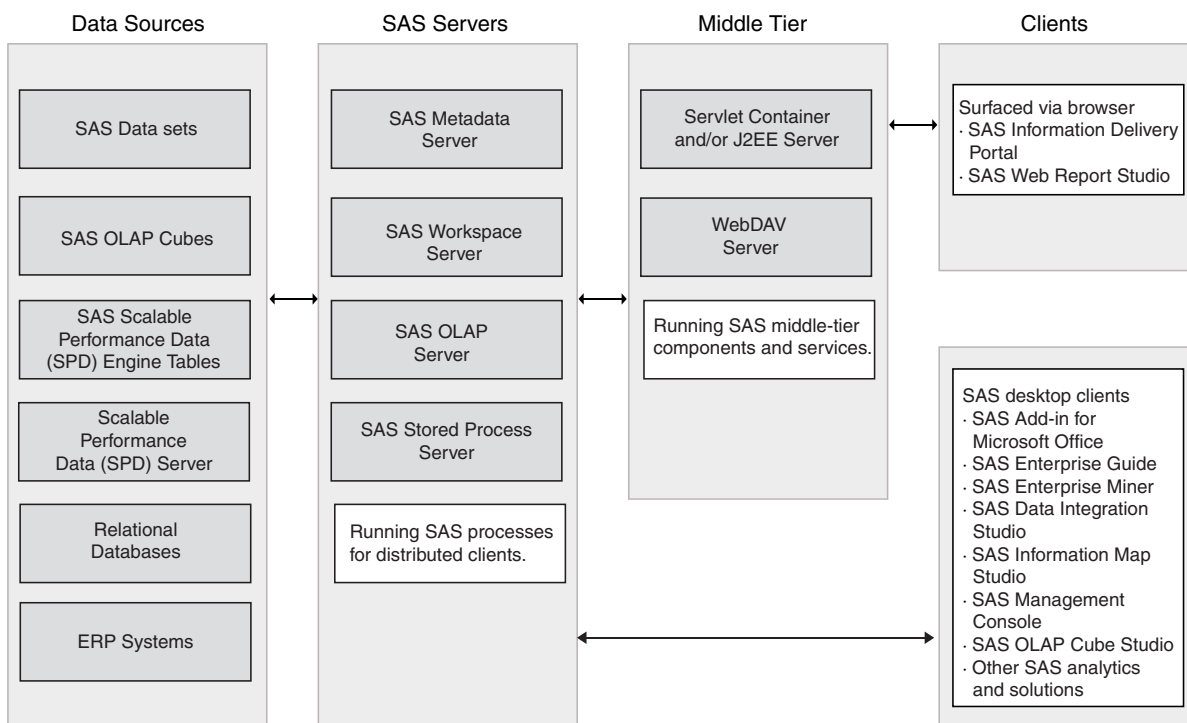 Data Sources
SAS Data sets
SAS OLAP Cubes
SAS Scalable
Performance Data
(SPD) Engine Tables
Scalable
Performance
Data (SPD) Server
Relational
Databases
ERP Systems
SAS Servers
SAS Metadata
Server
SAS Workspace
Server
SAS OLAP
Server
SAS Stored Process
Server
Running SAS processes
for distributed clients.
Middle Tier
Servlet Container
and/or J2EE Server
WebDAV
Server
Running SAS middle-tier
components and services.
Clients
Surfaced via browser
· SAS Information Delivery
Portal
· SAS Web Report Studio
SAS desktop clients
· SAS Add-in for
Microsoft Office
· SAS Enterprise Guide
· SAS Enterprise Miner
· SAS Data Integration
Studio
· SAS Information Map
Studio
· SAS Management
Console
· SAS OLAP Cube Studio
· Other SAS analytics
and solutions